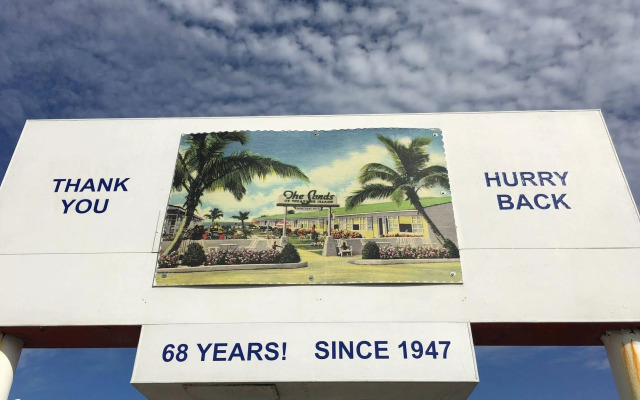 THANK
YOU
The Sands
HURRY
BACK
68 YEARS! SINCE 1947